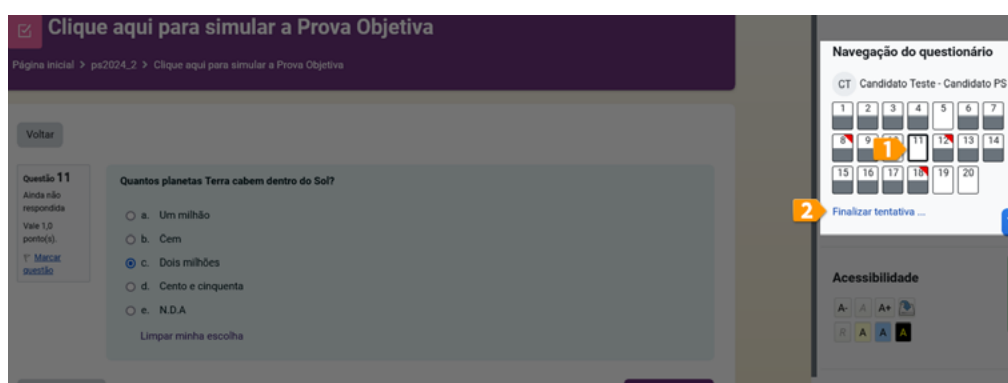 Clique aqui para simular a Prova Objetiva
Página inicial > ps2024_2 > Clique aqui para simular a Prova Objetiva
Voltar
Questão 11
Ainda não
respondida
Vale 1,0
ponto(s).
Marcar
questão
Quantos planetas Terra cabem dentro do Sol?
a. Um milhão
b. Cem
c. Dois milhões
d. Cento e cinquenta
e. N.D.A
Limpar minha escolha
Navegação do questionário
CT Candidato Teste - Candidato PS
1 2 3 4 5 6 7
8 9 1 11 12 13 14
15 16 17 18 19 20
2 Finalizar tentativa ...
Acessibilidade
A- A A+
R A A A